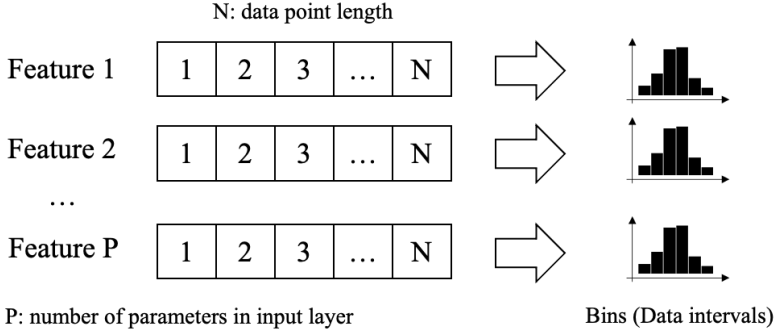 N: data point length
Feature 1 1 2 3 ... N
Feature 2 1 2 3 ... N
...
Feature P 1 2 3 ... N
P: number of parameters in input layer Bins (Data intervals)